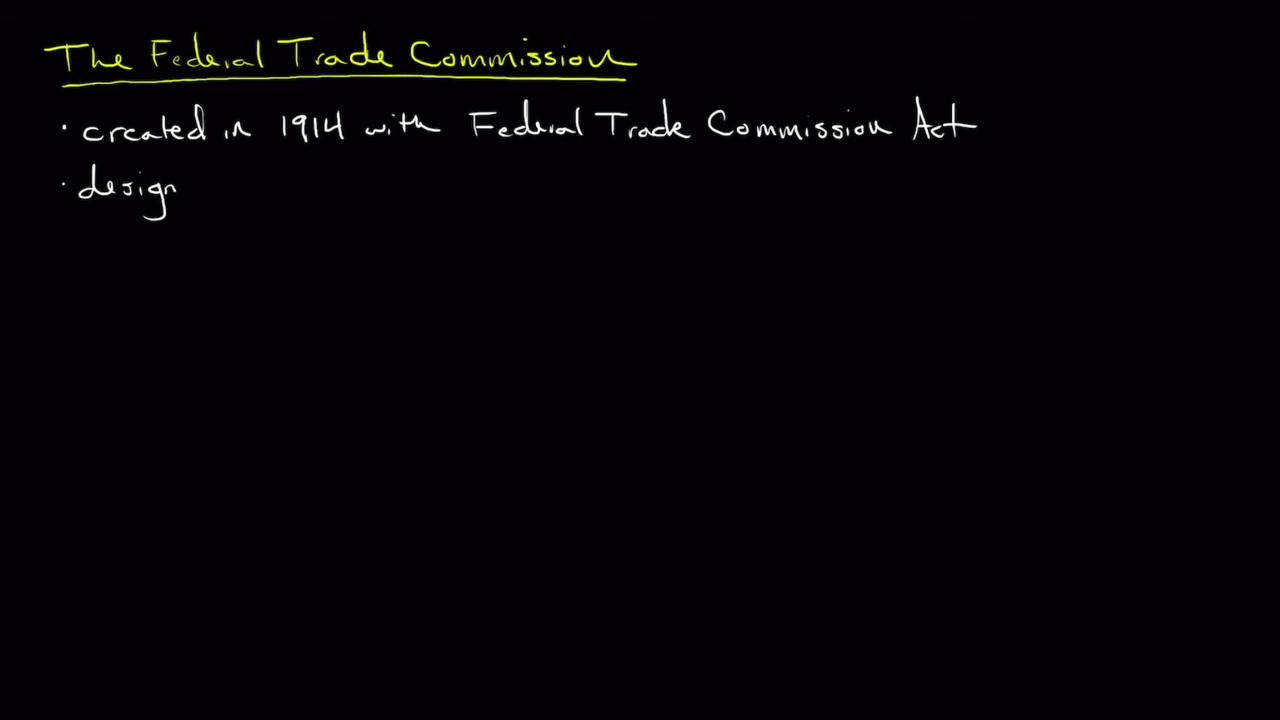 The Federal Trade Commission
· created in 1914 with Federal Trade Commission Act
· design